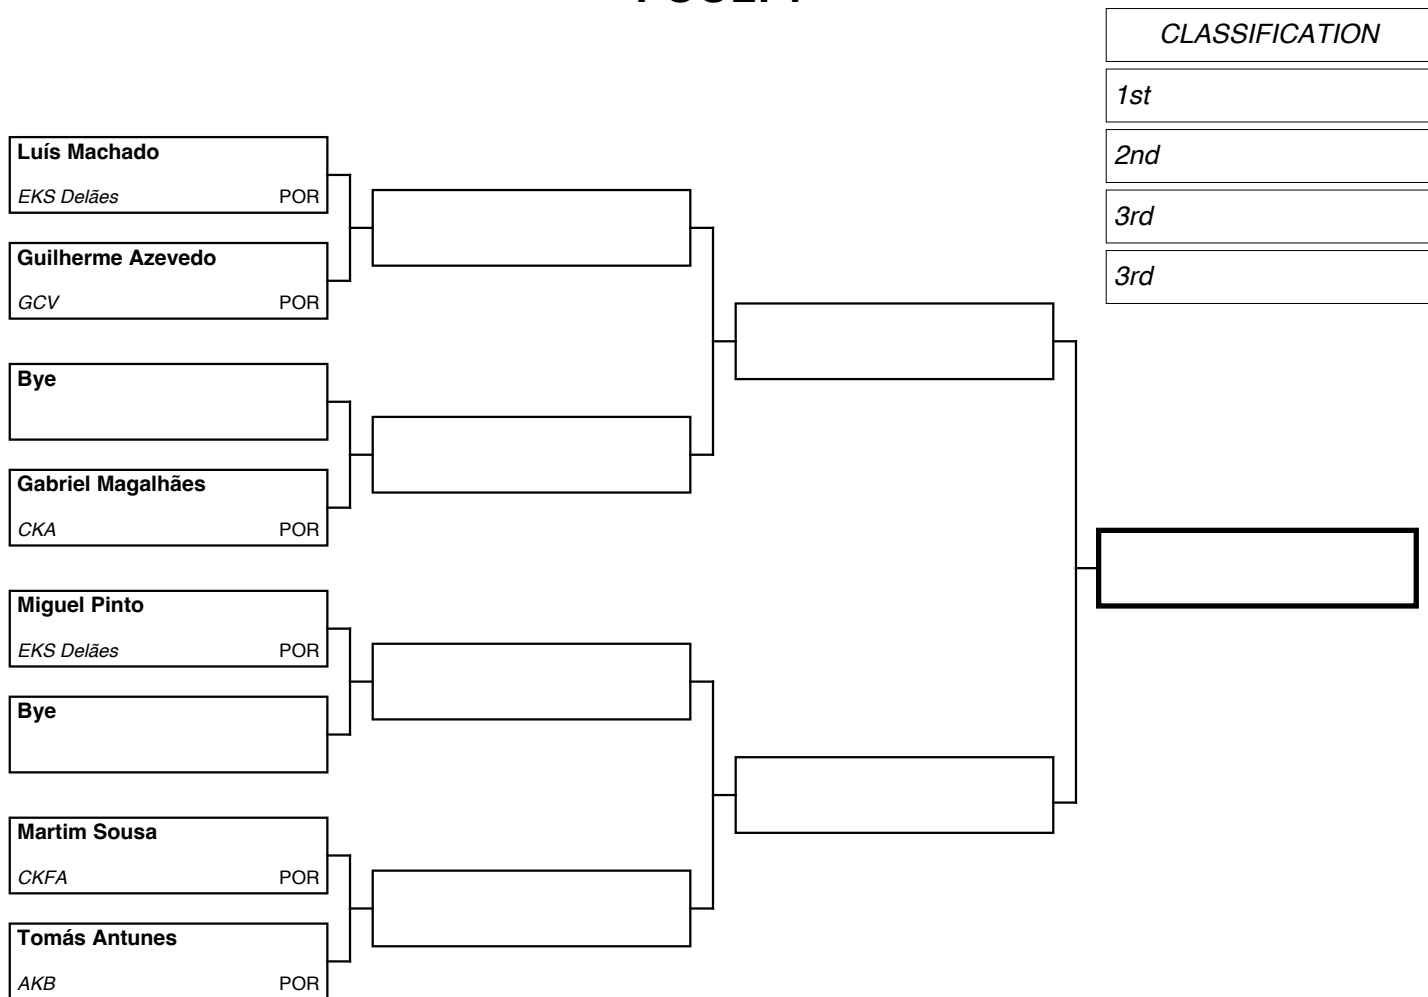 CLASSIFICATION
1st
2nd
3rd
3rd
Luís Machado
EKS Delães POR
Guilherme Azevedo
GCV POR
Bye
Gabriel Magalhães
CKA POR
Miguel Pinto
EKS Delães POR
Bye
Martim Sousa
CKFA POR
Tomás Antunes
AKB POR